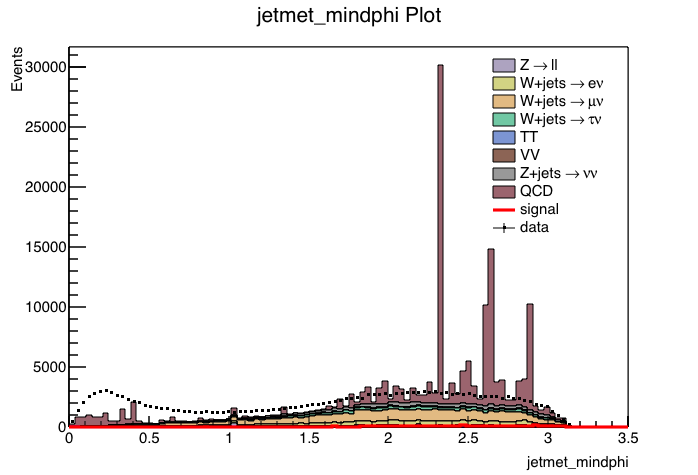 jetmet_mindphi Plot
Events
30000
25000
20000
15000
10000
5000
0
0 0.5 1 1.5 2 2.5 3 3.5
jetmet_mindphi
Z → ll
W+jets → eν
W+jets → μν
W+jets → τν
TT
VV
Z+jets → νν
QCD
signal
data